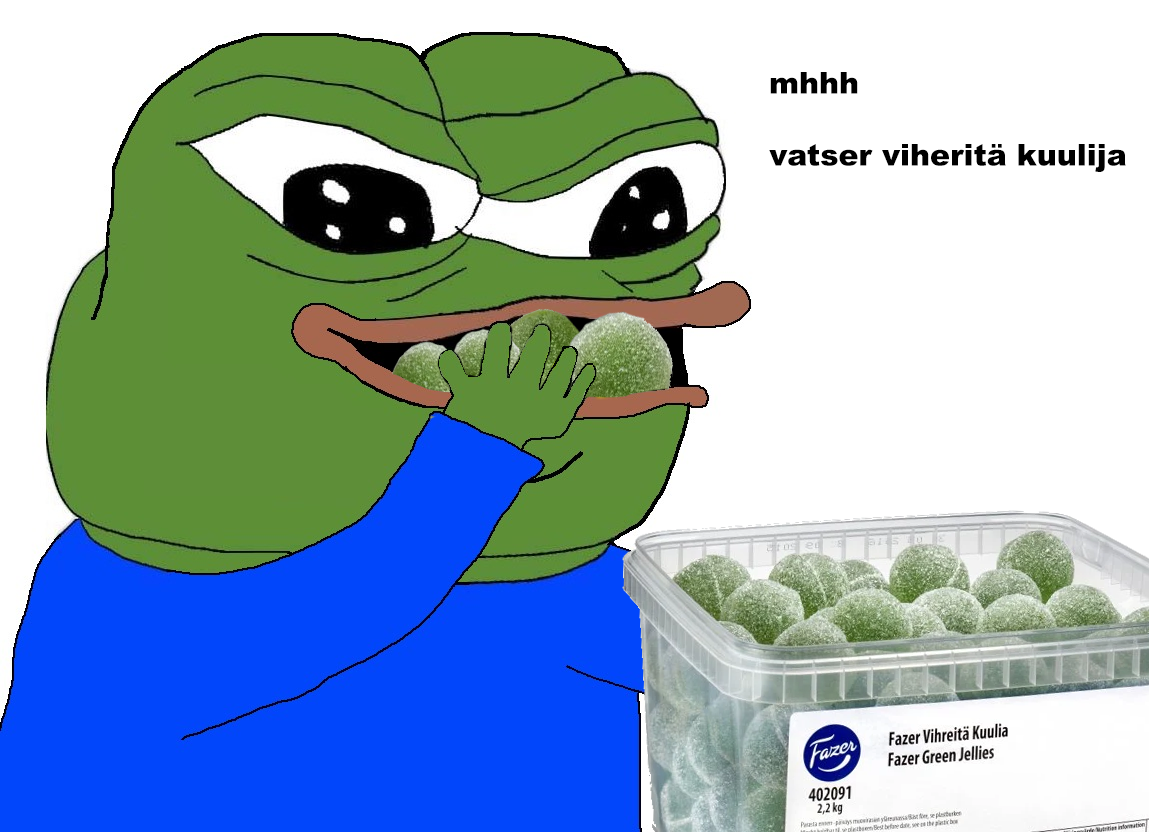 mhhh
vatser viheritä kuulija
Fazer
Fazer Vihreitä Kuulia
Fazer Green Jellies
402091
2,2 kg